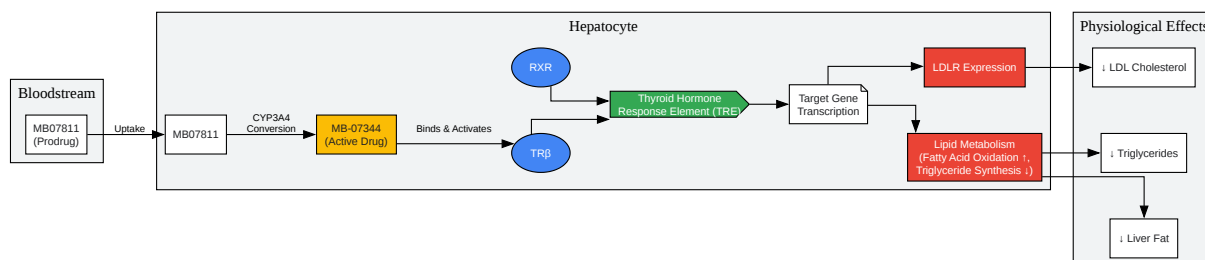 Hepatocyte
Physiological Effects
Bloodstream
MB07811
(Prodrug)
Uptake
MB07811
CYP3A4
Conversion
MB-07344
(Active Drug)
Binds & Activates
RXR
TRβ
Thyroid Hormone
Response Element (TRE)
Target Gene
Transcription
LDLR Expression
Lipid Metabolism
(Fatty Acid Oxidation ↑,
Triglyceride Synthesis ↓)
↓ LDL Cholesterol
↓ Triglycerides
↓ Liver Fat